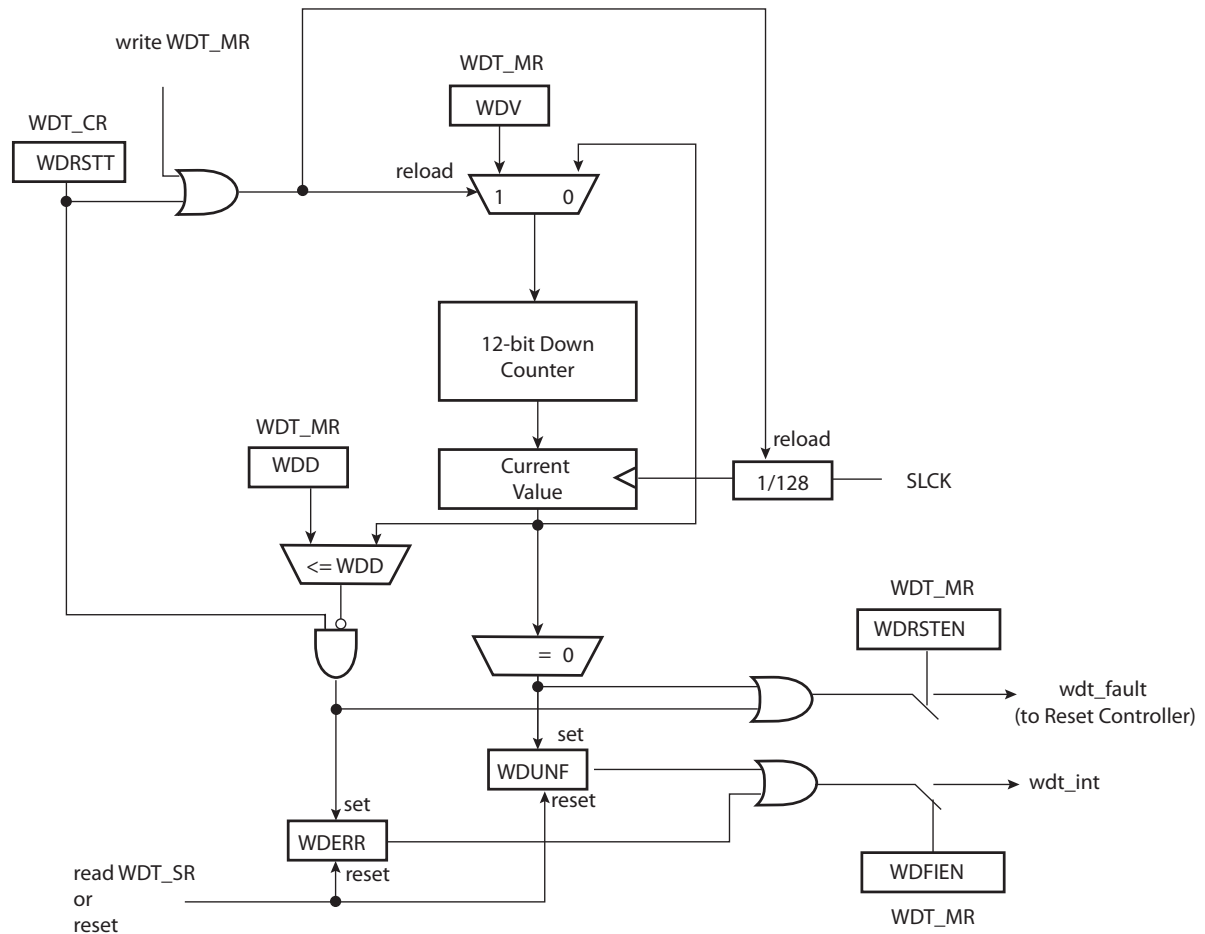 write WDT_MR
WDT_MR
WDV
WDT_CR
WDRSTT
reload
1 0
12-bit Down
Counter
WDT_MR
WDD
reload
Current
Value
1/128
SLCK
<= WDD
WDT_MR
WDRSTEN
= 0
wdt_fault
(to Reset Controller)
set
WDUNF
reset
wdt_int
set
WDERR
reset
WDFIEN
WDT_MR
read WDT_SR
or
reset